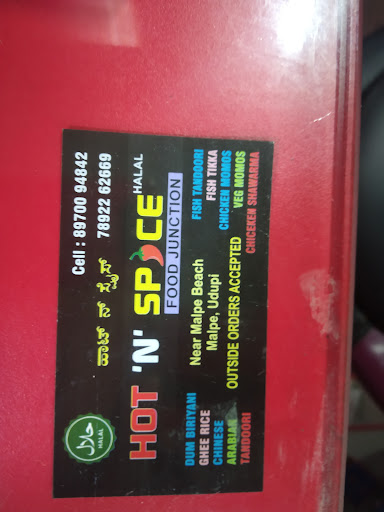 حلال
HALAL
Cell : 89700 94842
78922 62669
ಹಾಟ್ ನ್ ಸ್ಪೈಸ್
HOT 'N' SPICE HALAL
FOOD JUNCTION
Near Malpe Beach
Malpe, Udupi
OUTSIDE ORDERS ACCEPTED
DUM BIRIYANI
GHEE RICE
CHINESE
ARABIAN
TANDOORI
FISH TANDOORI
FISH TIKKA
CHICKEN MOMOS
VEG MOMOS
CHICEKEN SHAWARMA